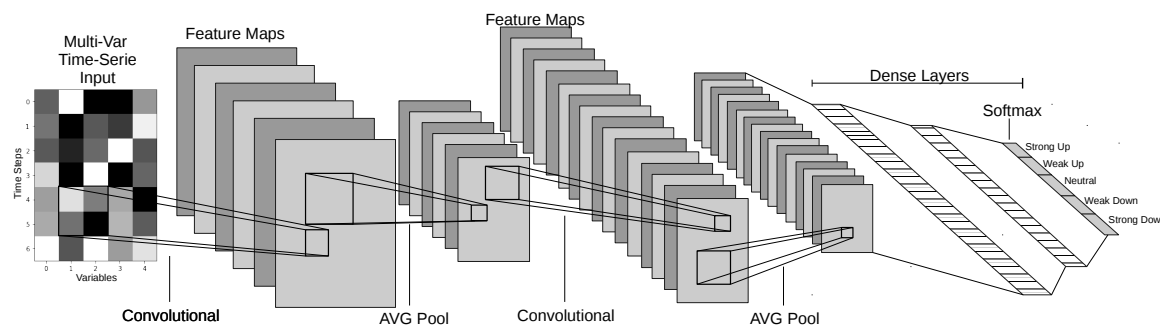 Multi-Var
Time-Serie
Input
Feature Maps
Feature Maps
Dense Layers
Softmax
Strong Up
Weak Up
Neutral
Weak Down
Strong Dow
Time Steps
0
1
2
3
4
5
6
0 1 2 3 4
Variables
Convolutional
AVG Pool
Convolutional
AVG Pool